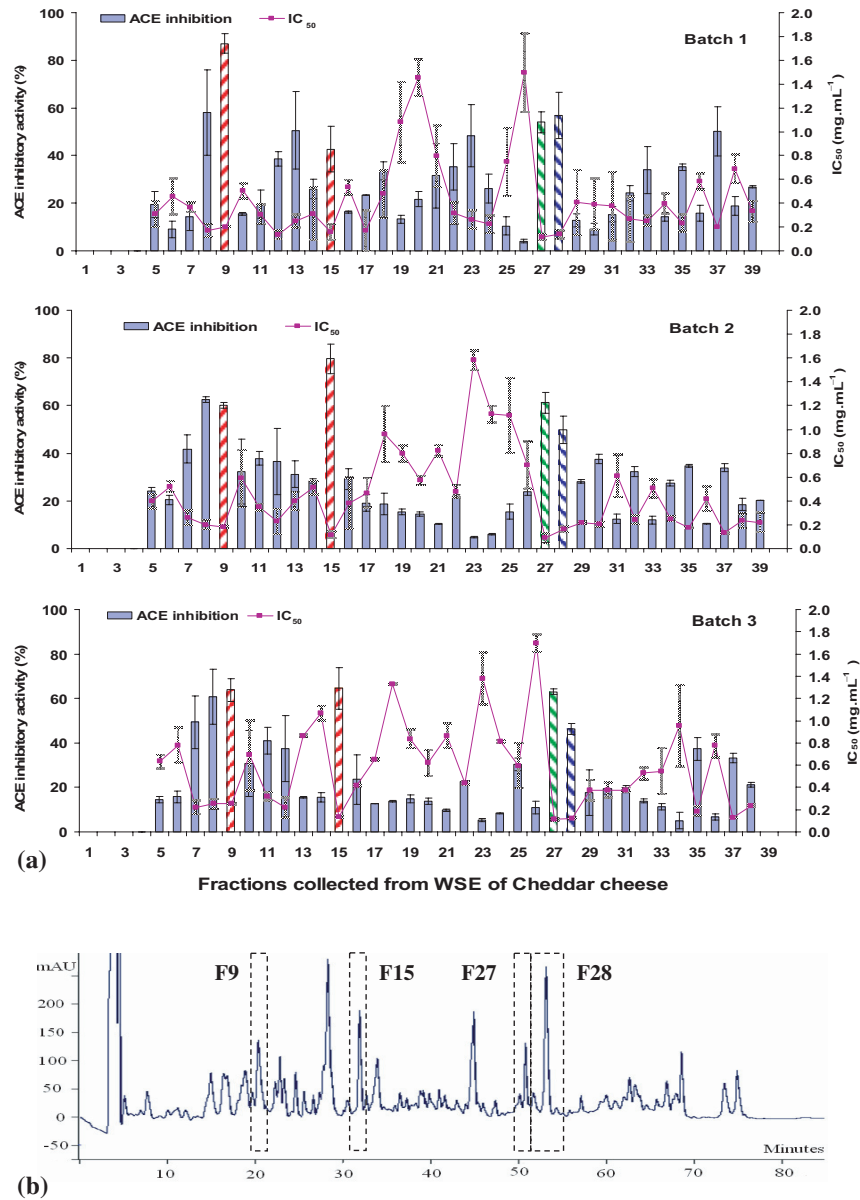 ACE inhibition IC50
Batch 1
ACE inhibitory activity (%)
100
80
60
40
20
0
2.0
1.8
1.6
1.4
1.2
1.0
0.8
0.6
0.4
0.2
0.0
IC50 (mg.mL-1)
1 3 5 7 9 11 13 15 17 19 21 23 25 27 29 31 33 35 37 39
ACE inhibition IC50
Batch 2
ACE inhibitory activity (%)
100
80
60
40
20
0
2.0
1.8
1.6
1.4
1.2
1.0
0.8
0.6
0.4
0.2
0.0
IC50 (mg.mL-1)
1 3 5 7 9 11 13 15 17 19 21 23 25 27 29 31 33 35 37 39
ACE inhibition IC50
Batch 3
ACE inhibitory activity (%)
100
80
60
40
20
0
2.0
1.8
1.6
1.4
1.2
1.0
0.8
0.6
0.4
0.2
0.0
IC50 (mg.mL-1)
1 3 5 7 9 11 13 15 17 19 21 23 25 27 29 31 33 35 37 39
(a)
Fractions collected from WSE of Cheddar cheese
mAU
200
150
100
50
0
-50
F9 F15 F27 F28
Minutes
10 20 30 40 50 60 70 80
(b)